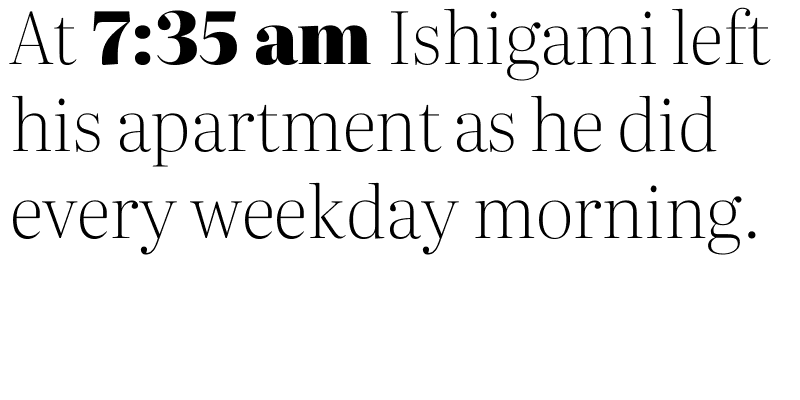 At 7:35 am Ishigami left
his apartment as he did
every weekday morning.